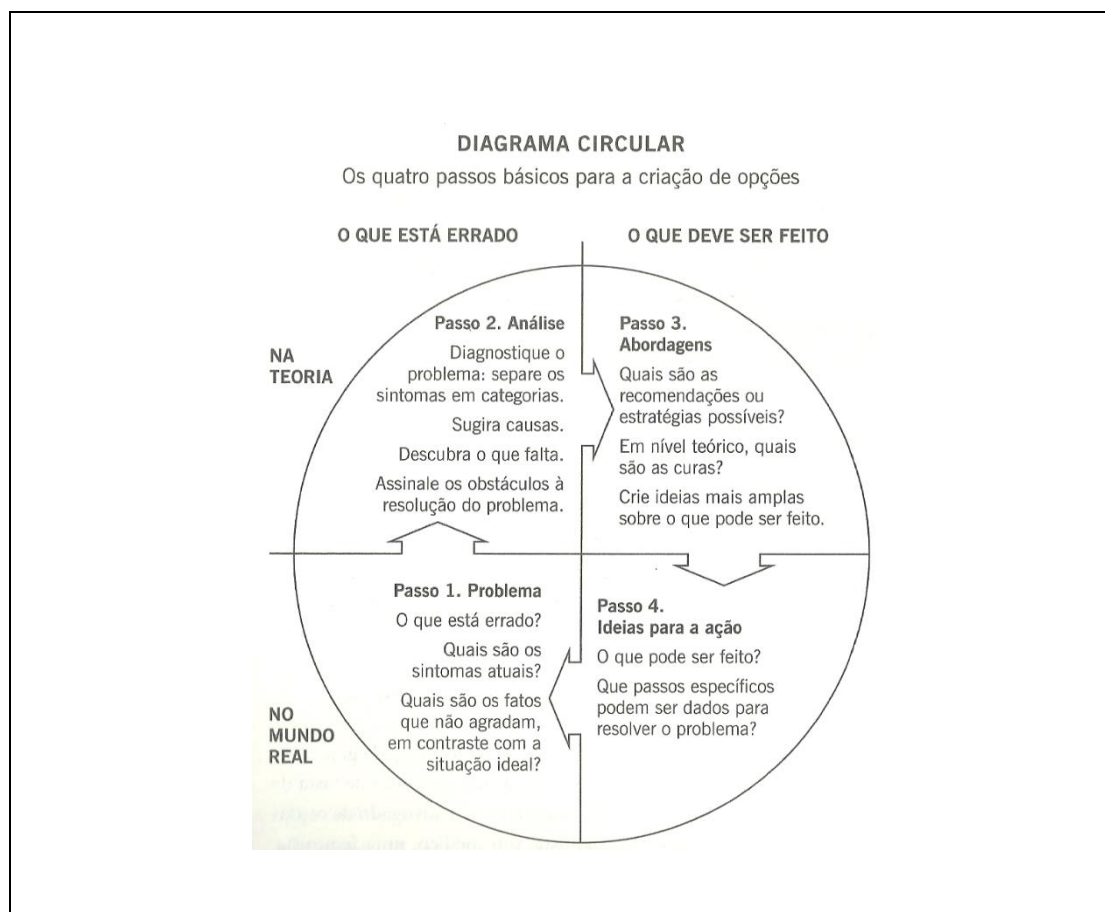 DIAGRAMA CIRCULAR
Os quatro passos básicos para a criação de opções
O QUE ESTÁ ERRADO
O QUE DEVE SER FEITO
NA
TEORIA
Passo 2. Análise
Diagnostique o
problema: separe os
sintomas em categorias.
Sugira causas.
Descubra o que falta.
Assinale os obstáculos à
resolução do problema.
Passo 3.
Abordagens
Quais são as
recomendações ou
estratégias possíveis?
Em nível teórico, quais
são as curas?
Crie ideias mais amplas
sobre o que pode ser feito.
NO
MUNDO
REAL
Passo 1. Problema
O que está errado?
Quais são os
sintomas atuais?
Quais são os fatos
que não agradam,
em contraste com a
situação ideal?
Passo 4.
Ideias para a ação
O que pode ser feito?
Que passos específicos
podem ser dados para
resolver o problema?